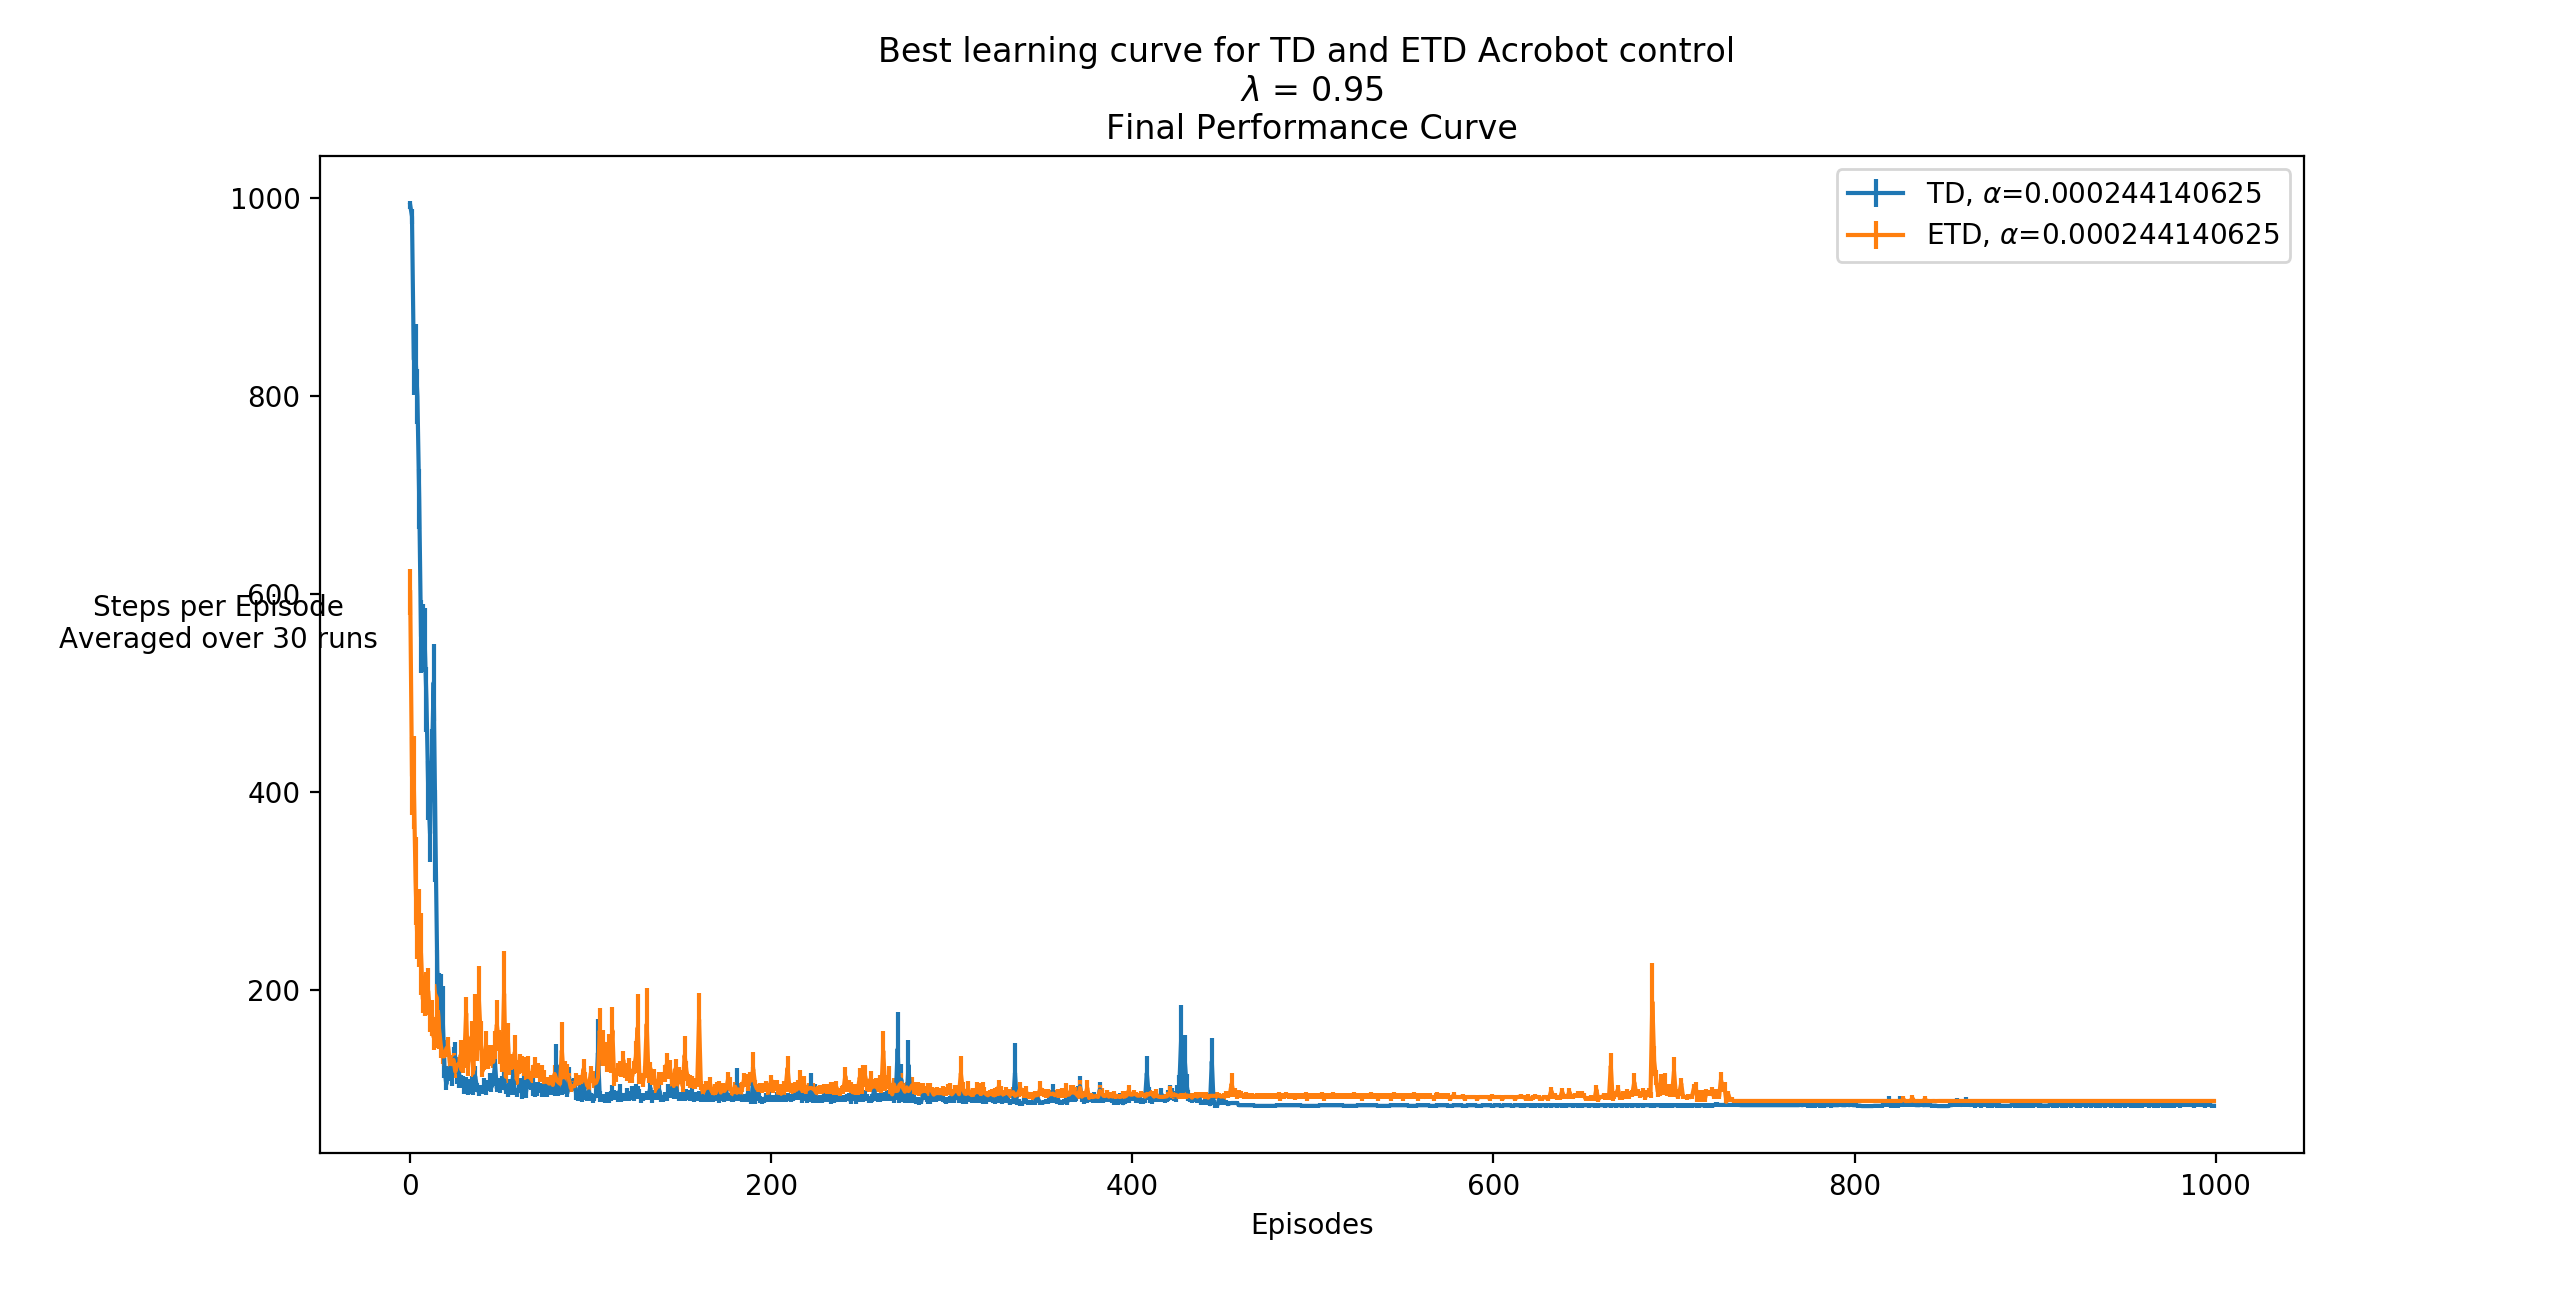 Best learning curve for TD and ETD Acrobot control
λ = 0.95
Final Performance Curve
1000
800
600
400
200
Steps per Episode
Averaged over 30 runs
TD, α=0.000244140625
ETD, α=0.000244140625
0 200 400 600 800 1000
Episodes